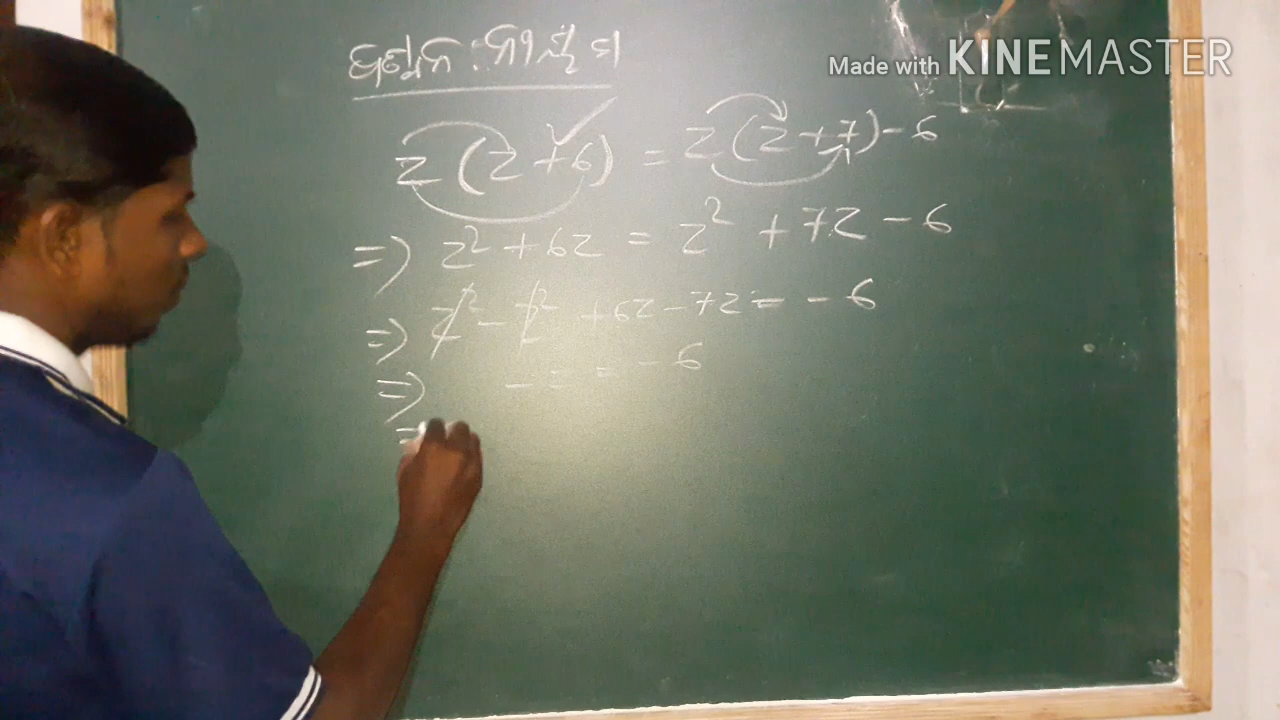 Made with KINEMASTER
z(z+6) = z(z+7)-6
=> z² + 6z = z² + 7z - 6
=> z² - z² + 6z - 7z = - 6
=> - z = - 6
=